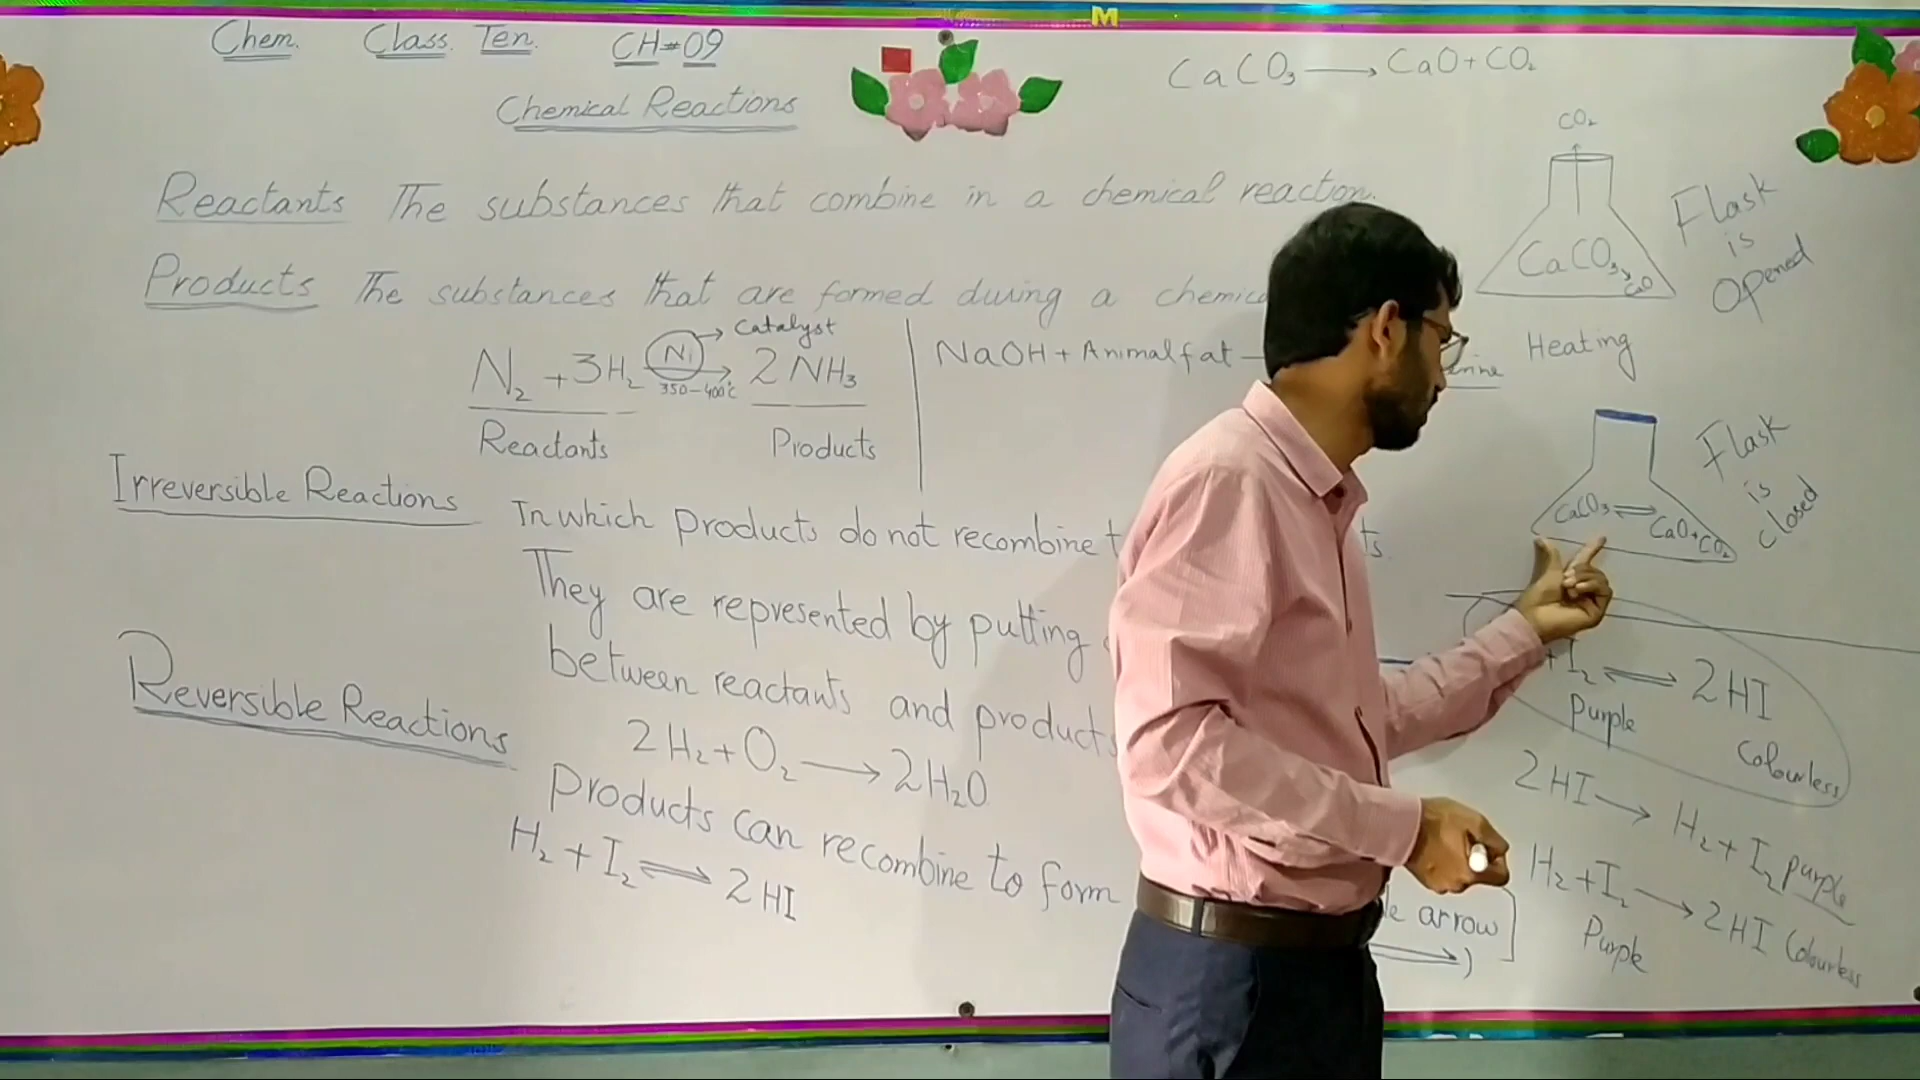 M
Chem. Class. Ten. CH#09
Chemical Reactions
CaCO₃ → CaO + CO₂
CO₂
CaCO₃ → CaO
Flask is Opened
Heating
Reactants The substances that combine in a chemical reaction.
Products The substances that are formed during a
Catalyst
N₂ + 3H₂ Ni → 2NH₃
350-400°C
Reactants Products
NaOH + Animal fat
Flask is closed
CaCO₃ ⇌ CaO + CO₂
Irreversible Reactions In which products do not recombine
They are represented by putting
between reactants and
2H₂ + O₂ → 2H₂O
Reversible Reactions
Products can recombine to form
H₂ + I₂ ⇌ 2HI
arrow
⇌)
+ I₂ ⇌ 2HI
Purple Colourless
2HI → H₂ + I₂ purple
H₂ + I₂ → 2HI Colourless
Purple